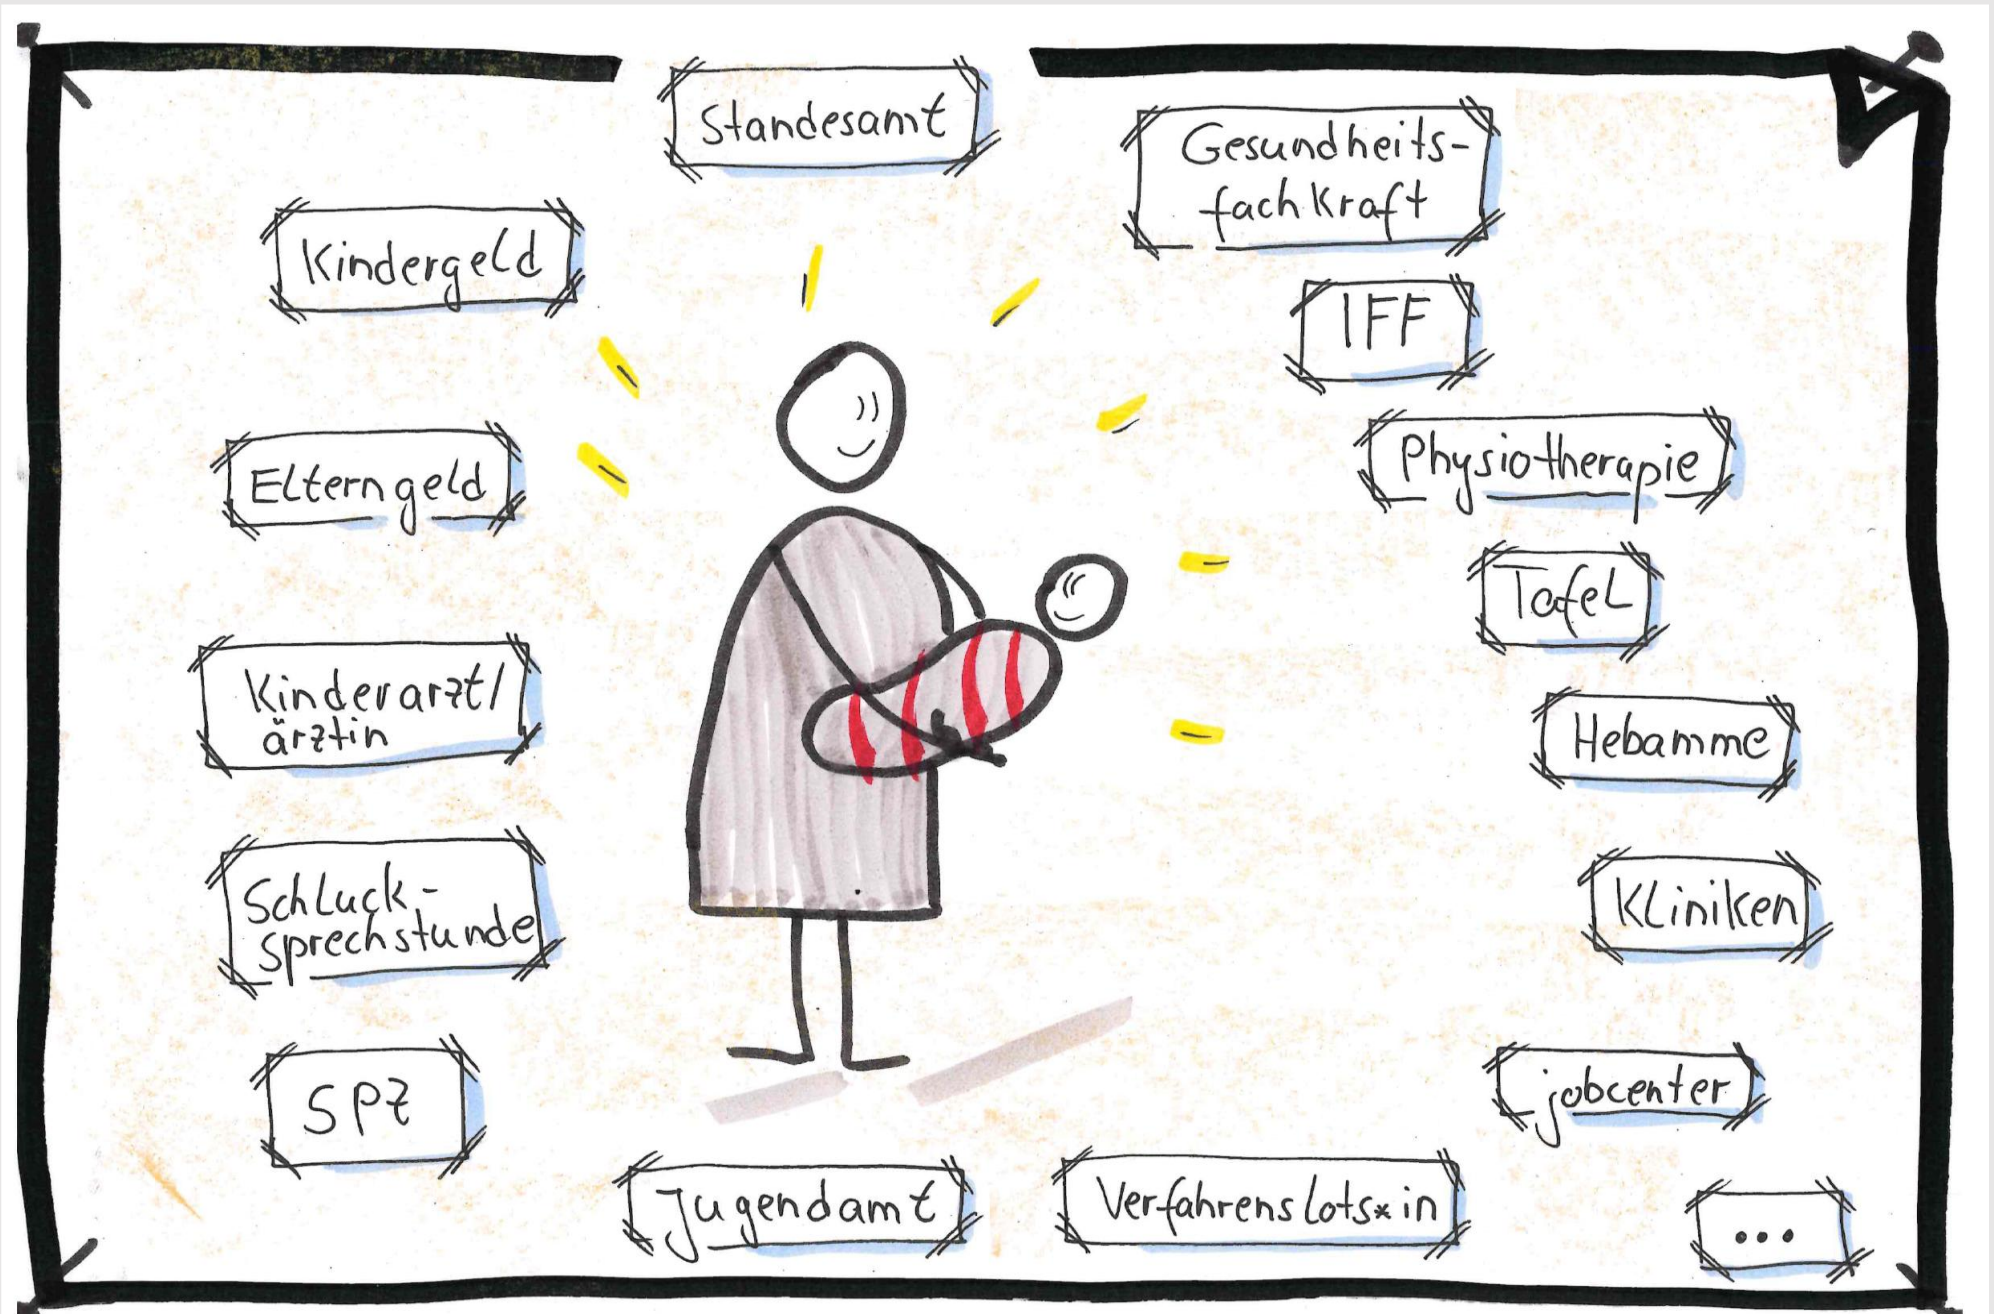 Standesamt
Gesundheits-
fachkraft
Kindergeld
IFF
Elterngeld
Physiotherapie
Tafel
Kinderarzt/
ärztin
Hebamme
Schluck-
sprechstunde
Kliniken
SPZ
jobcenter
Jugendamt
Verfahrenslots*in
...